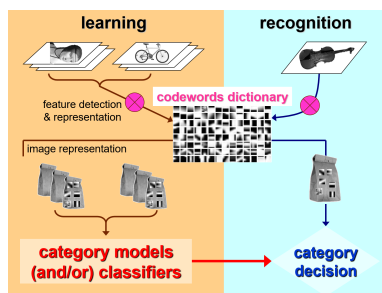 learning
recognition
codewords dictionary
feature detection
& representation
image representation
category models
(and/or) classifiers
category
decision